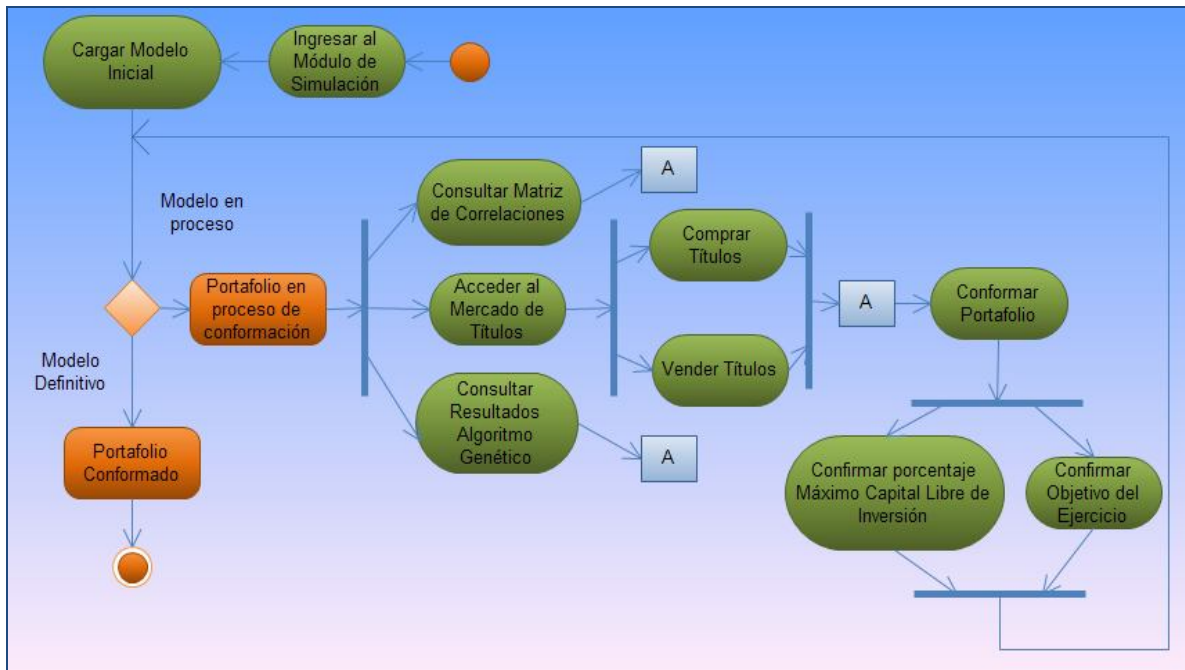 Cargar Modelo
Inicial
Ingresar al
Módulo de
Simulación
Modelo en
proceso
Portafolio en
proceso de
conformación
Modelo
Definitivo
Portafolio
Conformado
Consultar Matriz
de Correlaciones
A
Acceder al
Mercado de
Títulos
Consultar
Resultados
Algoritmo
Genético
A
Comprar
Títulos
Vender Títulos
A
Conformar
Portafolio
Confirmar porcentaje
Máximo Capital Libre de
Inversión
Confirmar
Objetivo del
Ejercicio